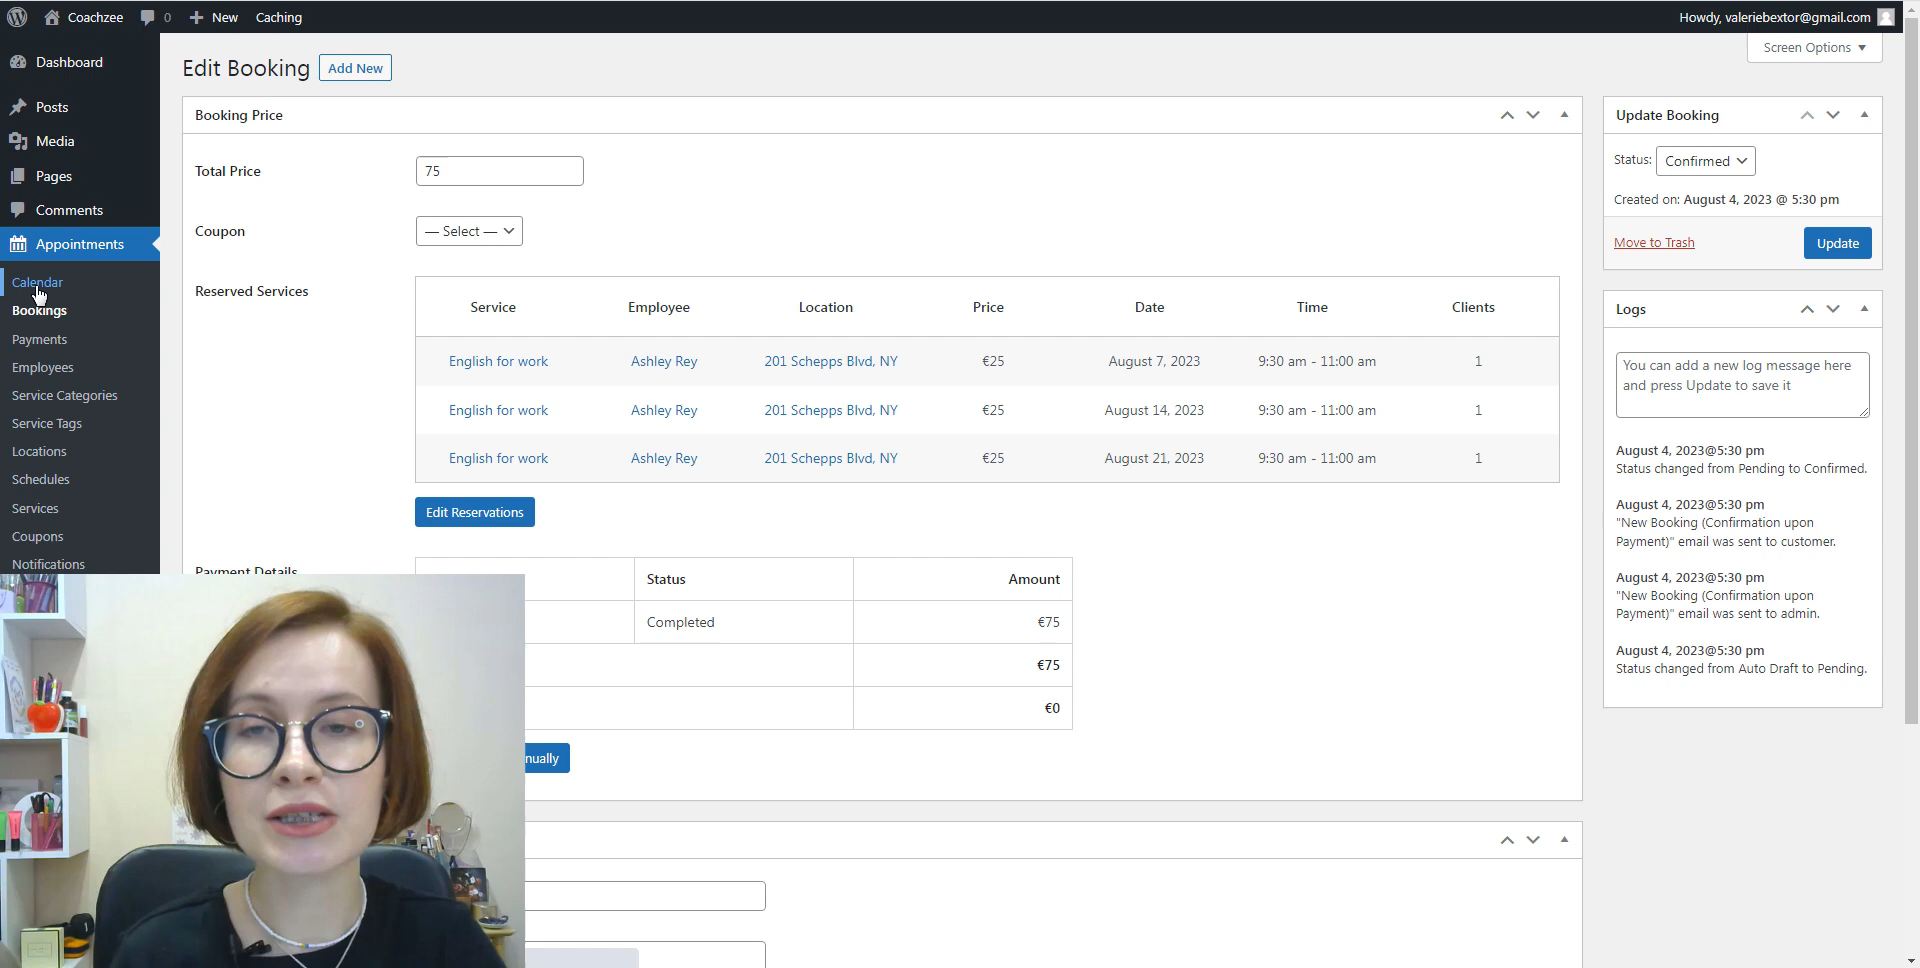 Coachzee
0
New
Caching
Howdy, valeriebextor@gmail.com
Screen Options
Dashboard
Posts
Media
Pages
Comments
Appointments
Calendar
Bookings
Payments
Employees
Service Categories
Service Tags
Locations
Schedules
Services
Coupons
Notifications
Edit Booking
Add New
Booking Price
Total Price
75
Coupon
— Select —
Reserved Services
Service Employee Location Price Date Time Clients
English for work Ashley Rey 201 Schepps Blvd, NY €25 August 7, 2023 9:30 am - 11:00 am 1
English for work Ashley Rey 201 Schepps Blvd, NY €25 August 14, 2023 9:30 am - 11:00 am 1
English for work Ashley Rey 201 Schepps Blvd, NY €25 August 21, 2023 9:30 am - 11:00 am 1
Edit Reservations
Payment Details
Status Amount
Completed €75
€75
€0
nually
Update Booking
Status: Confirmed
Created on: August 4, 2023 @ 5:30 pm
Move to Trash
Update
Logs
You can add a new log message here
and press Update to save it
August 4, 2023@5:30 pm
Status changed from Pending to Confirmed.
August 4, 2023@5:30 pm
"New Booking (Confirmation upon
Payment)" email was sent to customer.
August 4, 2023@5:30 pm
"New Booking (Confirmation upon
Payment)" email was sent to admin.
August 4, 2023@5:30 pm
Status changed from Auto Draft to Pending.